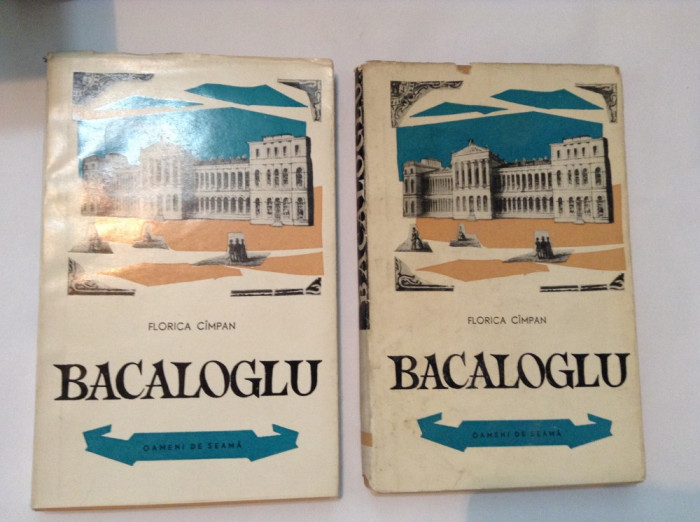 FLORICA CÎMPAN
BACALOGLU
OAMENI DE SEAMĂ
BACALOGLU
FLORICA CÎMPAN
BACALOGLU
OAMENI DE SEAMĂ